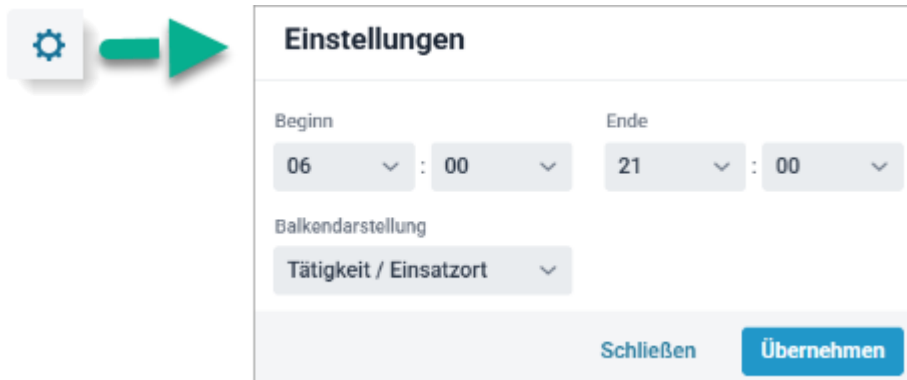 Einstellungen
Beginn Ende
06 : 00 21 : 00
Balkendarstellung
Tätigkeit / Einsatzort
Schließen Übernehmen